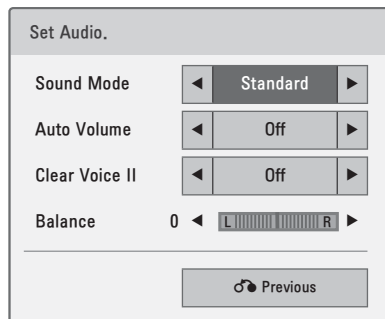 Set Audio.
Sound Mode ◀ Standard ▶
Auto Volume ◀ Off ▶
Clear Voice II ◀ Off ▶
Balance 0 ◀ L R ▶
Previous